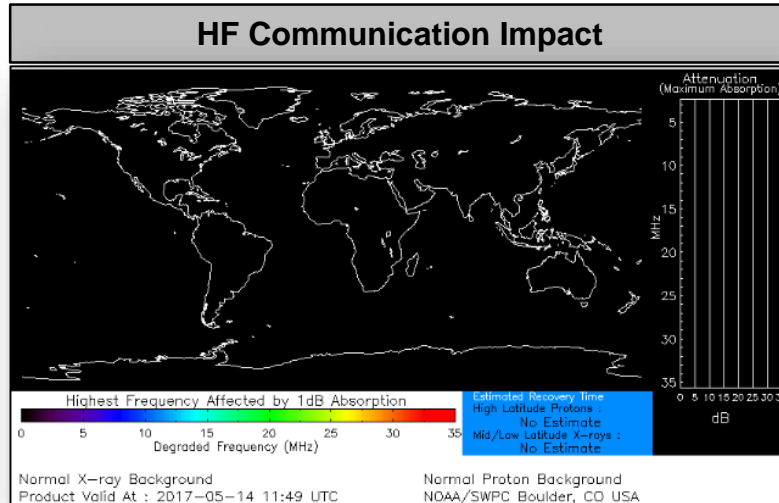 HF Communication Impact
Attenuation
(Maximum Absorption)
5
10
15
20
25
30
35
MHz
0 5 10 15 20 25 30 3
dB
Highest Frequency Affected by 1dB Absorption
0 5 10 15 20 25 30 35
Degraded Frequency (MHz)
Estimated Recovery Time
High Latitude Protons :
No Estimate
Mid/Low Latitude X-rays :
No Estimate
Normal X-ray Background
Product Valid At : 2017-05-14 11:49 UTC
Normal Proton Background
NOAA/SWPC Boulder, CO USA